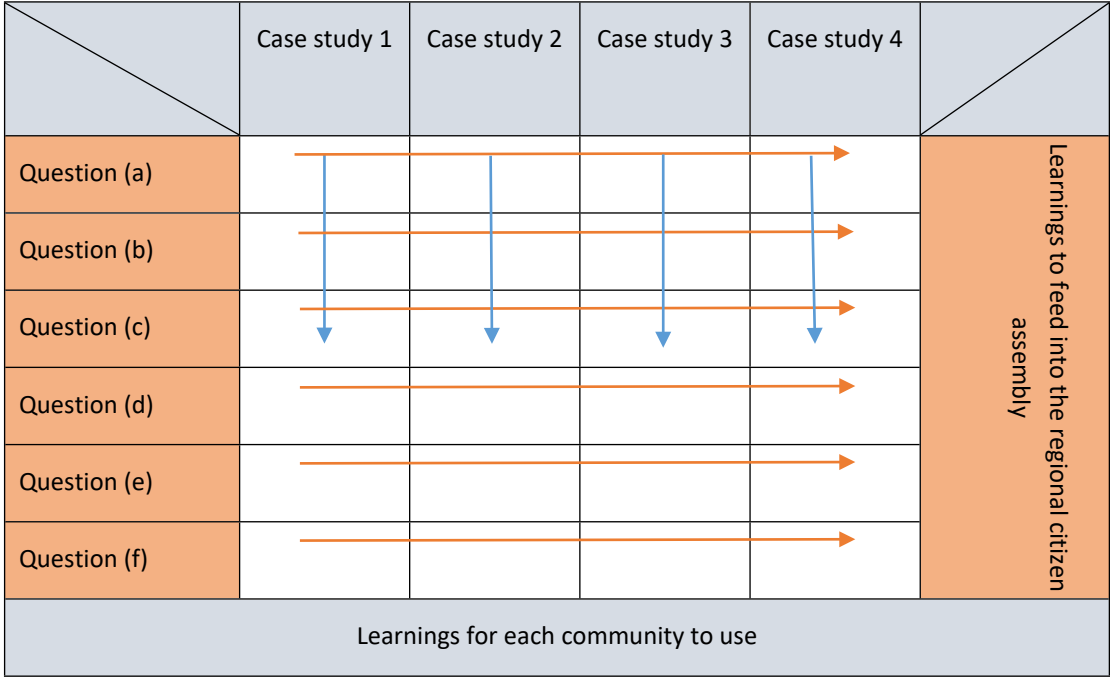 Case study 1
Case study 2
Case study 3
Case study 4
Question (a)
Question (b)
Question (c)
Question (d)
Question (e)
Question (f)
Learnings to feed into the regional citizen
assembly
Learnings for each community to use